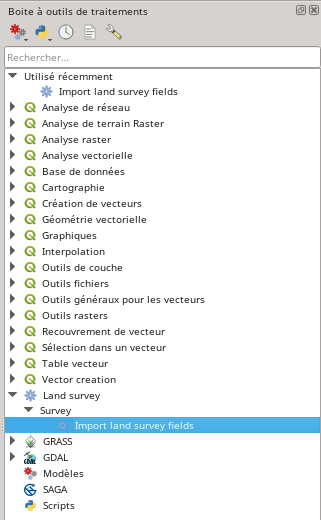 Boite à outils de traitements
Rechercher...
Utilisé récemment
Import land survey fields
Analyse de réseau
Analyse de terrain Raster
Analyse raster
Analyse vectorielle
Base de données
Cartographie
Création de vecteurs
Géométrie vectorielle
Graphiques
Interpolation
Outils de couche
Outils fichiers
Outils généraux pour les vecteurs
Outils rasters
Recouvrement de vecteur
Sélection dans un vecteur
Table vecteur
Vector creation
Land survey
Survey
Import land survey fields
GRASS
GDAL
Modèles
SAGA
Scripts